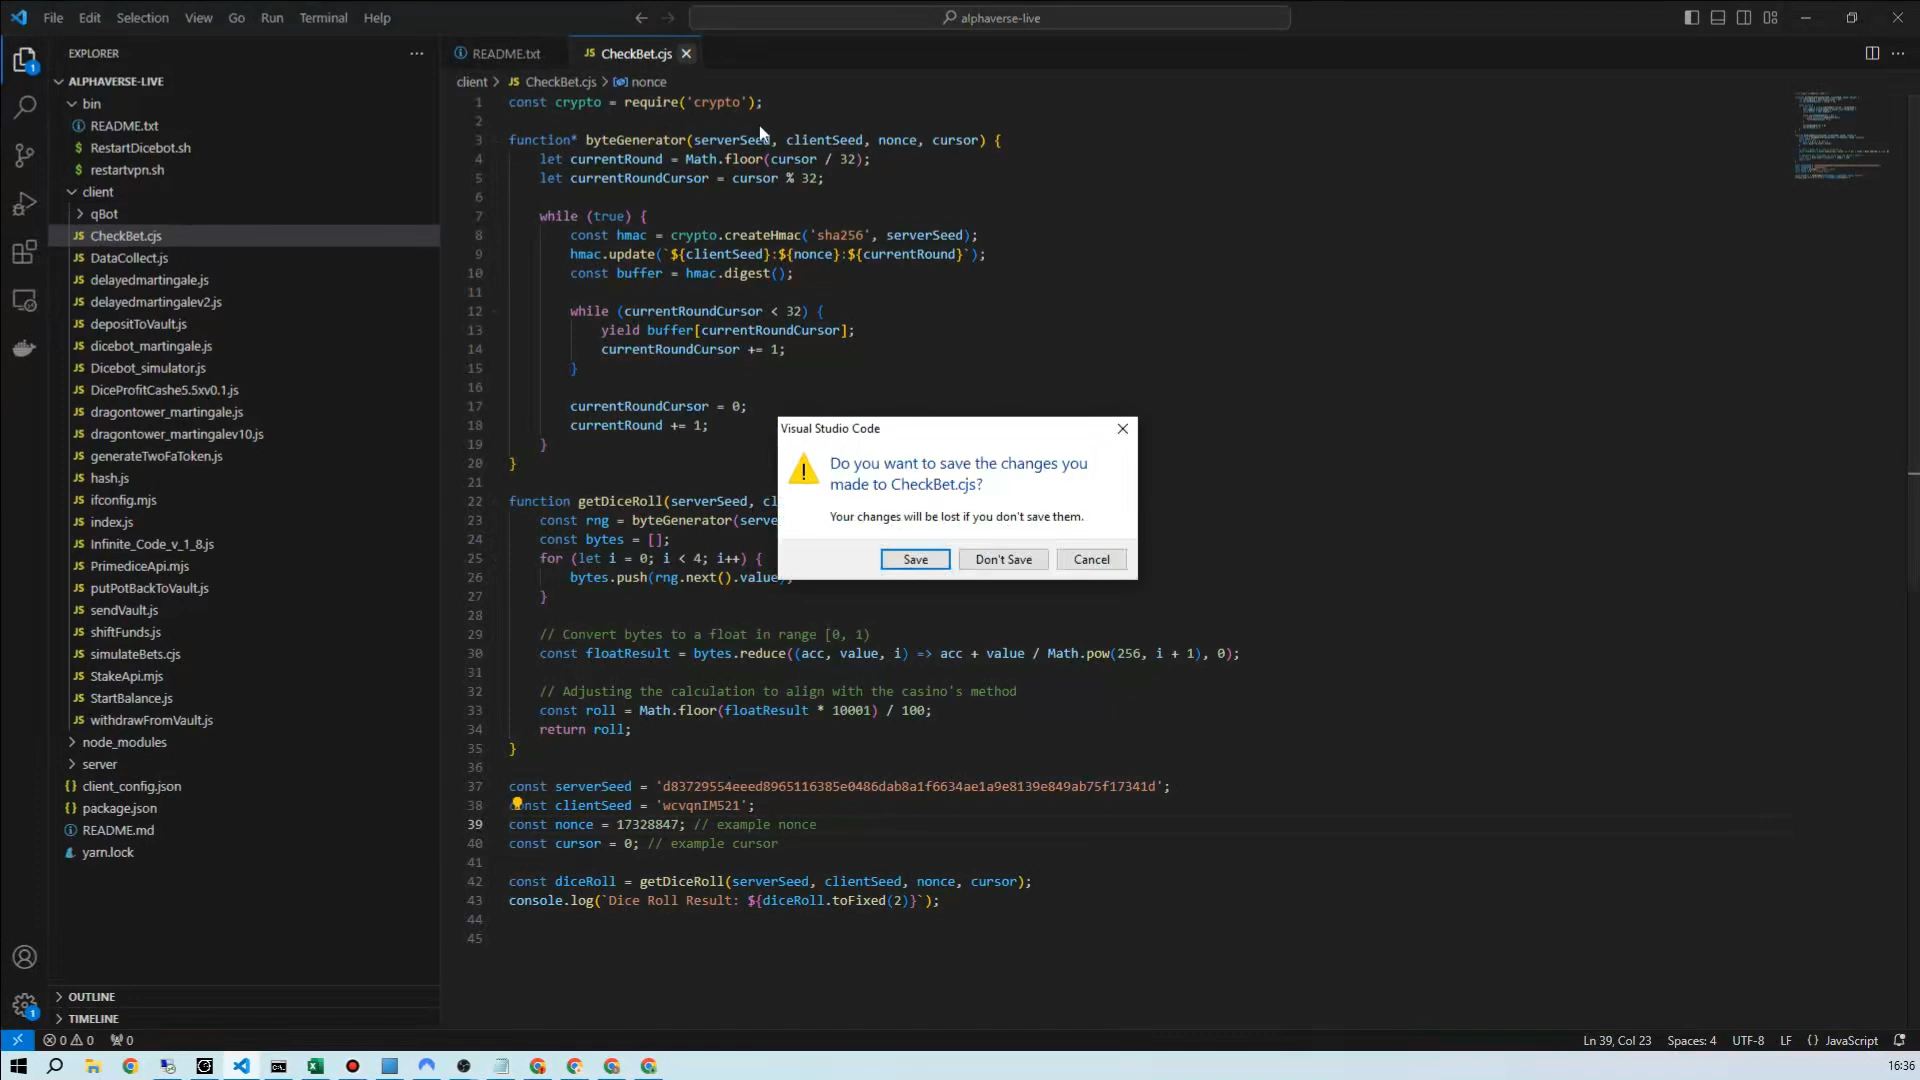 File Edit Selection View Go Run Terminal Help
alphaverse-live
EXPLORER
ALPHAVERSE-LIVE
bin
README.txt
RestartDicebot.sh
restartvpn.sh
client
qBot
CheckBet.cjs
DataCollect.js
delayedmartingale.js
delayedmartingalev2.js
depositToVault.js
dicebot_martingale.js
Dicebot_simulator.js
DiceProfitCashe5.5xv0.1.js
dragontower_martingale.js
dragontower_martingalev10.js
generateTwoFaToken.js
hash.js
ifconfig.mjs
index.js
Infinite_Code_v_1_8.js
PrimediceApi.mjs
putPotBackToVault.js
sendVault.js
shiftFunds.js
simulateBets.cjs
StakeApi.mjs
StartBalance.js
withdrawFromVault.js
node_modules
server
client_config.json
package.json
README.md
yarn.lock
OUTLINE
TIMELINE
README.txt JS CheckBet.cjs
client > JS CheckBet.cjs > nonce
1 const crypto = require('crypto');
2
3 function* byteGenerator(serverSeed, clientSeed, nonce, cursor) {
4 let currentRound = Math.floor(cursor / 32);
5 let currentRoundCursor = cursor % 32;
6
7 while (true) {
8 const hmac = crypto.createHmac('sha256', serverSeed);
9 hmac.update(`${clientSeed}:${nonce}:${currentRound}`);
10 const buffer = hmac.digest();
11
12 while (currentRoundCursor < 32) {
13 yield buffer[currentRoundCursor];
14 currentRoundCursor += 1;
15 }
16
17 currentRoundCursor = 0;
18 currentRound += 1;
19 }
20 }
21
22 function getDiceRoll(serverSeed, cl
23 const rng = byteGenerator(serve
24 const bytes = [];
25 for (let i = 0; i < 4; i++) {
26 bytes.push(rng.next().value);
27 }
28
29 // Convert bytes to a float in range [0, 1)
30 const floatResult = bytes.reduce((acc, value, i) => acc + value / Math.pow(256, i + 1), 0);
31
32 // Adjusting the calculation to align with the casino's method
33 const roll = Math.floor(floatResult * 10001) / 100;
34 return roll;
35 }
36
37 const serverSeed = 'd83729554eeed8965116385e0486dab8a1f6634ae1a9e8139e849ab75f17341d';
38 const clientSeed = 'wcvqnIM521';
39 const nonce = 17328847; // example nonce
40 const cursor = 0; // example cursor
41
42 const diceRoll = getDiceRoll(serverSeed, clientSeed, nonce, cursor);
43 console.log(`Dice Roll Result: ${diceRoll.toFixed(2)}`);
44
45
Visual Studio Code
Do you want to save the changes you
made to CheckBet.cjs?
Your changes will be lost if you don't save them.
Save Don't Save Cancel
0 0 0 Ln 39, Col 23 Spaces: 4 UTF-8 LF {} JavaScript
16:36